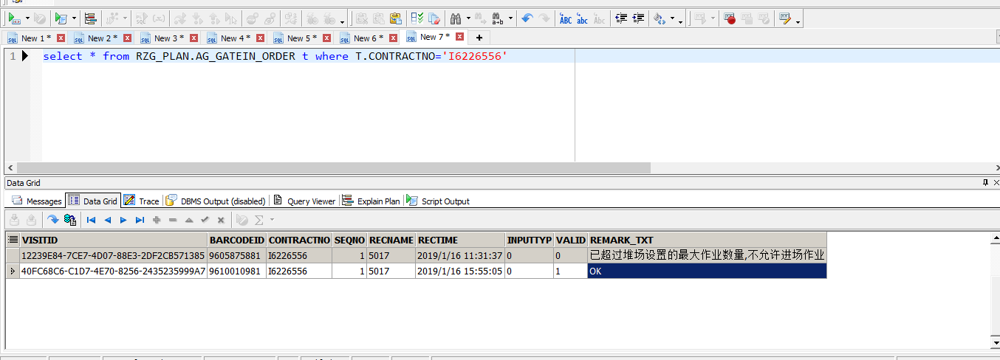 New 1 * New 2 * New 3 * New 4 * New 5 * New 6 * New 7 * +
1 select * from RZG_PLAN.AG_GATEIN_ORDER t where T.CONTRACTNO='I6226556'
Data Grid
Messages Data Grid Trace DBMS Output (disabled) Query Viewer Explain Plan Script Output
VISITID BARCODEID CONTRACTNO SEQNO RECNAME RECTIME INPUTTYP VALID REMARK_TXT
12239E84-7CE7-4D07-88E3-2DF2CB571385 9605875881 I6226556 1 5017 2019/1/16 11:31:37 0 0 已超过堆场设置的最大作业数量,不允许进场作业
40FC68C6-C1D7-4E70-8256-2435235999A7 9610010981 I6226556 1 5017 2019/1/16 15:55:05 0 1 OK